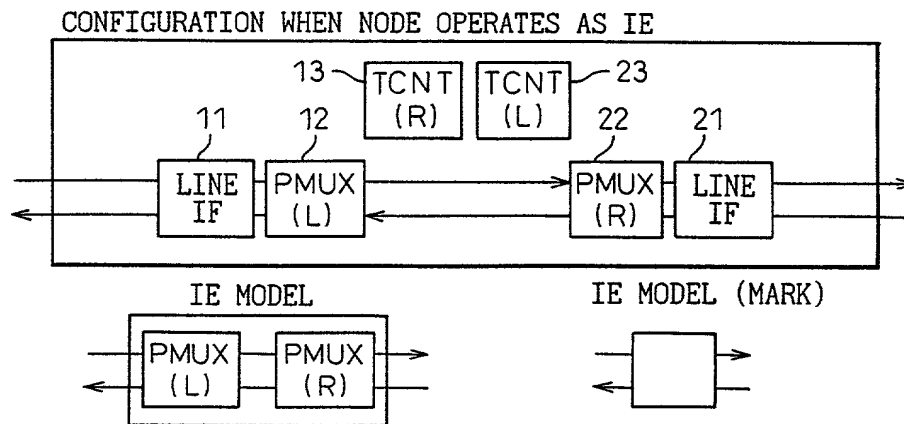 CONFIGURATION WHEN NODE OPERATES AS IE
13 TCNT (R) TCNT (L) 23
11 12 22 21
LINE IF PMUX (L) PMUX (R) LINE IF
IE MODEL IE MODEL (MARK)
PMUX (L) PMUX (R)